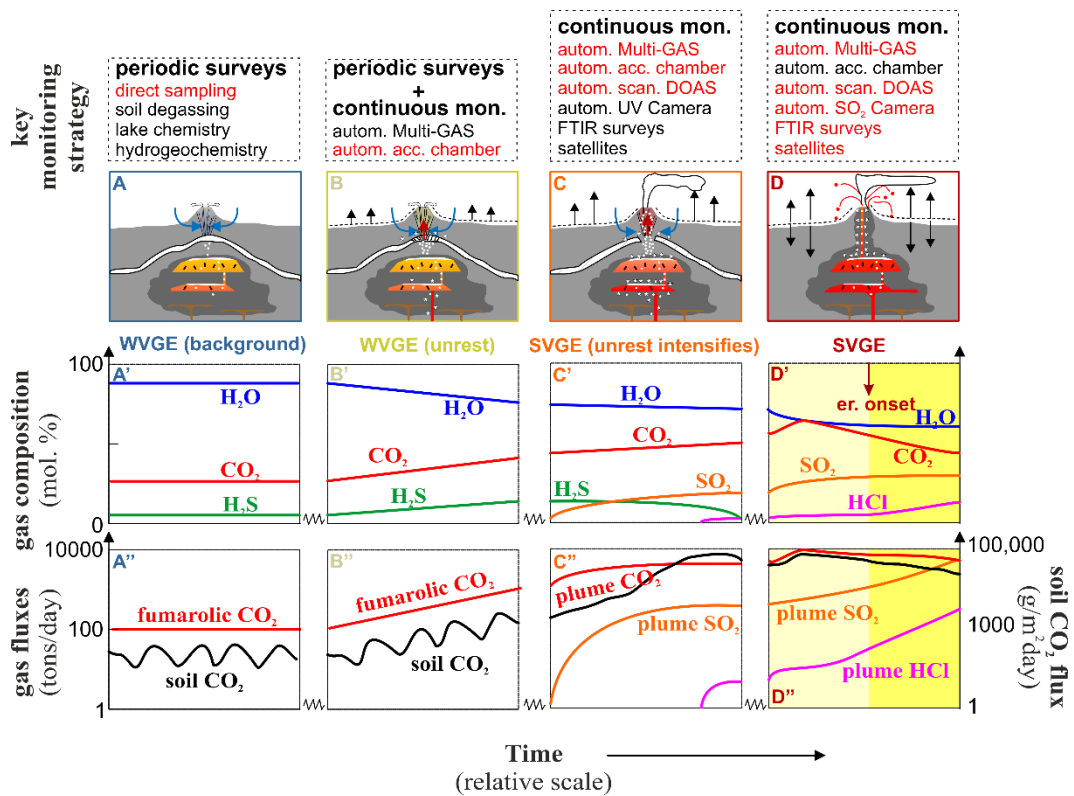 key
monitoring
strategy
periodic surveys
direct sampling
soil degassing
lake chemistry
hydrogeochemistry
periodic surveys
+
continuous mon.
autom. Multi-GAS
autom. acc. chamber
continuous mon.
autom. Multi-GAS
autom. acc. chamber
autom. scan. DOAS
autom. UV Camera
FTIR surveys
satellites
continuous mon.
autom. Multi-GAS
autom. acc. chamber
autom. scan. DOAS
autom. SO₂ Camera
FTIR surveys
satellites
A
B
C
D
WVGE (background)
WVGE (unrest)
SVGE (unrest intensifies)
SVGE
gas composition
(mol. %)
100
0
A'
H₂O
CO₂
H₂S
B'
H₂O
CO₂
H₂S
C'
H₂O
CO₂
H₂S
SO₂
D'
er. onset
H₂O
CO₂
SO₂
HCl
gas fluxes
(tons/day)
10000
100
1
A"
fumarolic CO₂
soil CO₂
B"
fumarolic CO₂
soil CO₂
C"
plume CO₂
plume SO₂
plume SO₂
plume HCl
D"
100,000
1000
1
soil CO₂ flux
(g/m²day)
Time
(relative scale)